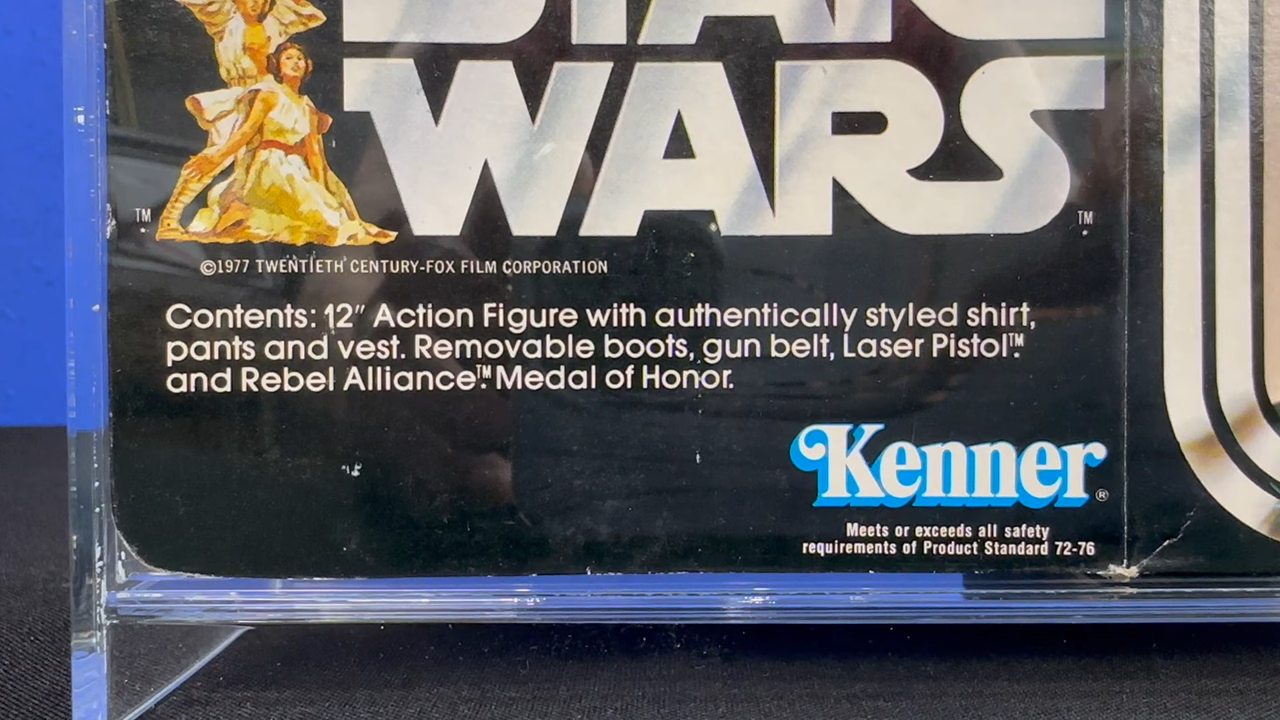 STAR
WARS
TM
TM
©1977 TWENTIETH CENTURY-FOX FILM CORPORATION
Contents: 12" Action Figure with authentically styled shirt,
pants and vest. Removable boots, gun belt, Laser Pistol™.
and Rebel Alliance™. Medal of Honor.
Kenner®
Meets or exceeds all safety
requirements of Product Standard 72-76